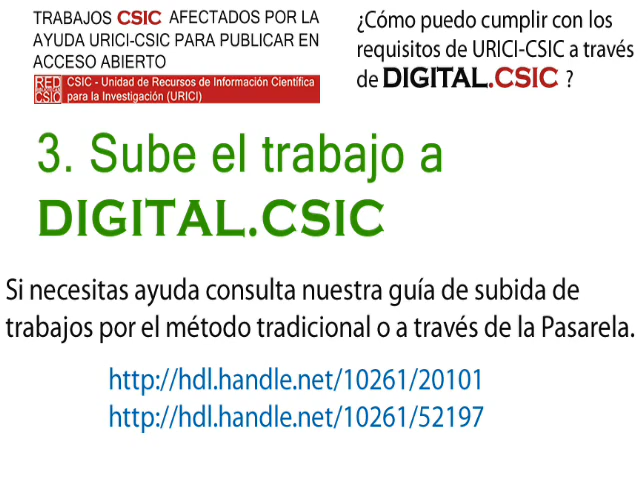 TRABAJOS CSIC AFECTADOS POR LA
AYUDA URICI-CSIC PARA PUBLICAR EN
ACCESO ABIERTO
RED
CSIC
CSIC - Unidad de Recursos de Información Científica
para la Investigación (URICI)
¿Cómo puedo cumplir con los
requisitos de URICI-CSIC a través
de DIGITAL.CSIC ?
3. Sube el trabajo a
DIGITAL.CSIC
Si necesitas ayuda consulta nuestra guía de subida de
trabajos por el método tradicional o a través de la Pasarela.
http://hdl.handle.net/10261/20101
http://hdl.handle.net/10261/52197